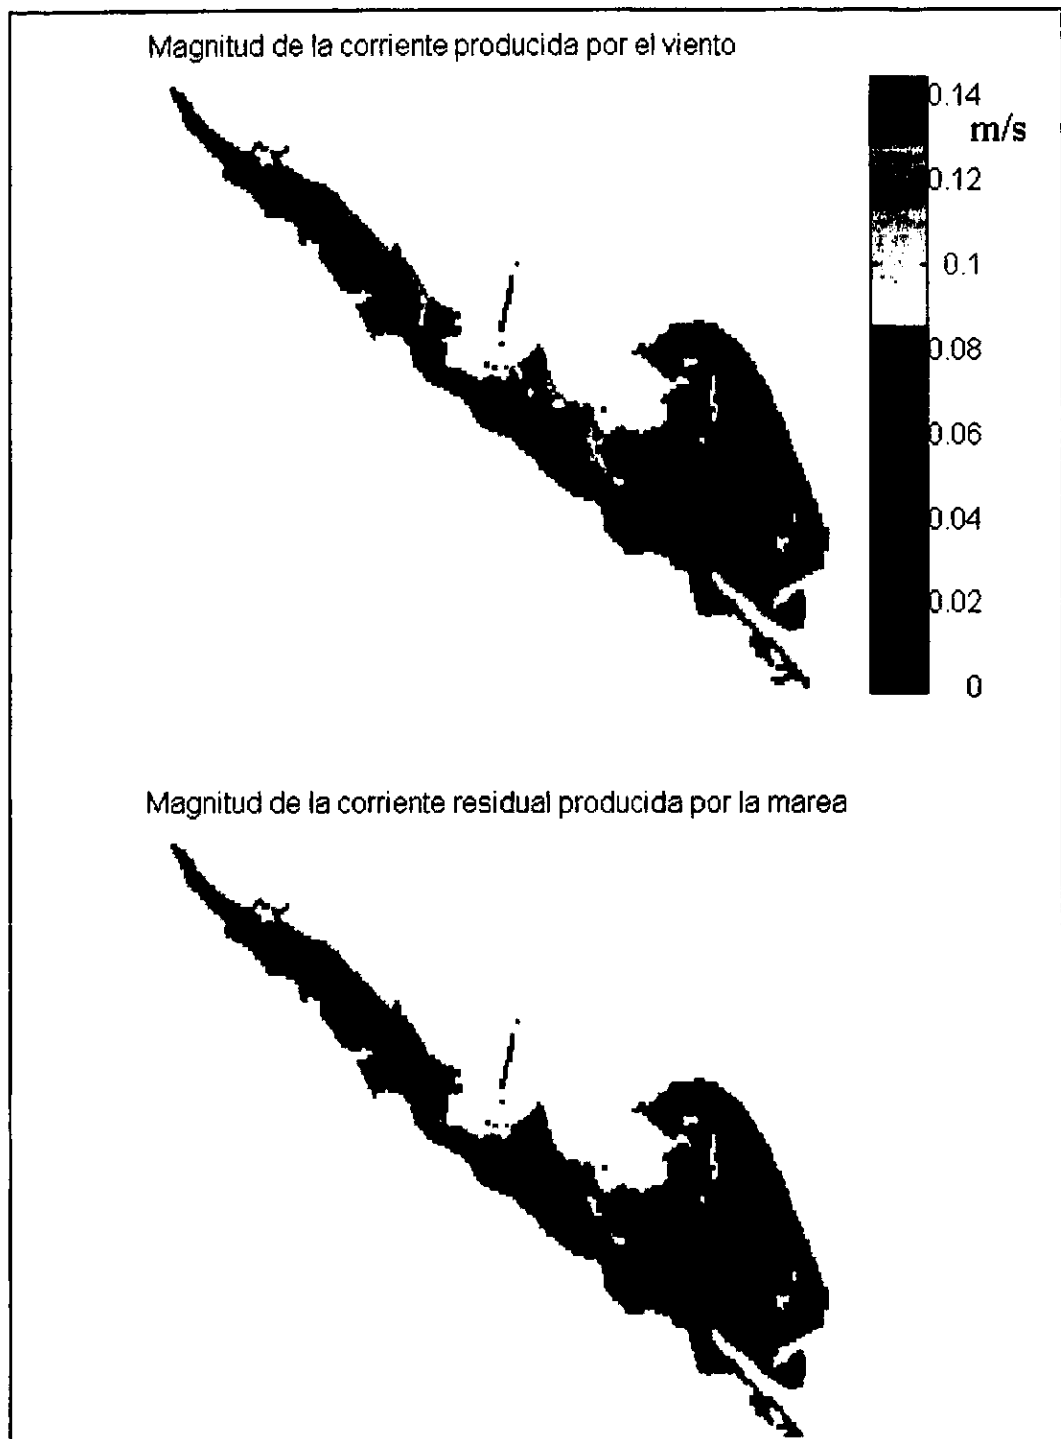 Magnitud de la corriente producida por el viento
0.14
m/s
0.12
0.1
0.08
0.06
0.04
0.02
0
Magnitud de la corriente residual producida por la marea